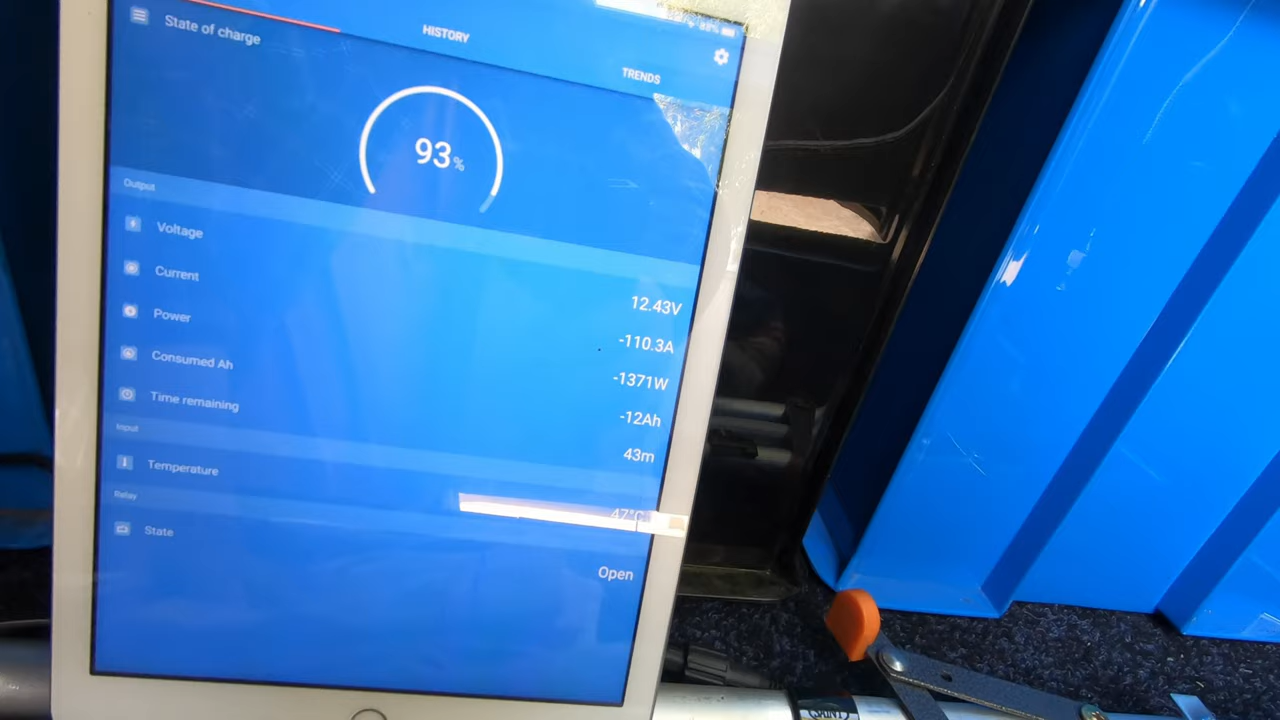 88%
State of charge
HISTORY
TRENDS
93%
Output
Voltage
12.43V
Current
-110.3A
Power
-1371W
Consumed Ah
-12Ah
Time remaining
43m
Input
Temperature
47°C
Relay
State
Open